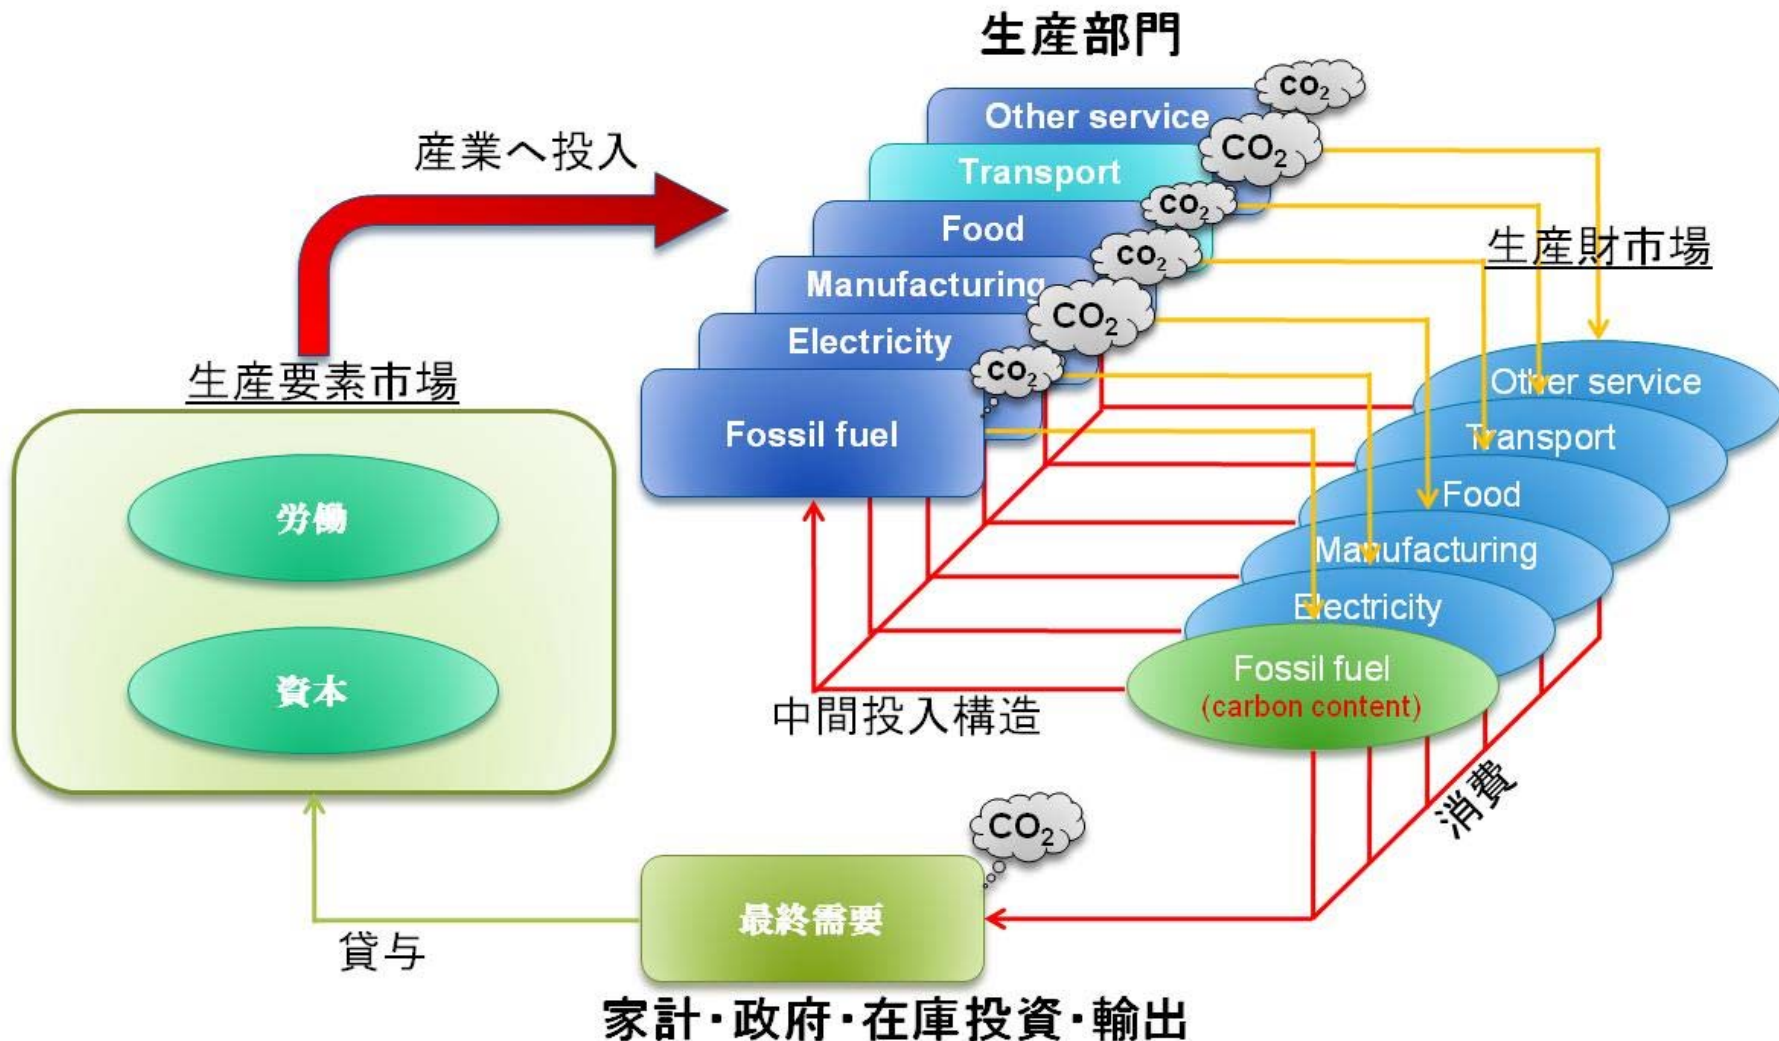 生産部門
CO2
Other service
CO2
産業へ投入
Transport
CO2
Food
生産財市場
CO2
Manufacturing
CO2
Electricity
CO2
生産要素市場
Fossil fuel
Other service
Transport
Food
Manufacturing
Electricity
Fossil fuel
(carbon content)
労働
資本
中間投入構造
消費
CO2
最終需要
貸与
家計・政府・在庫投資・輸出